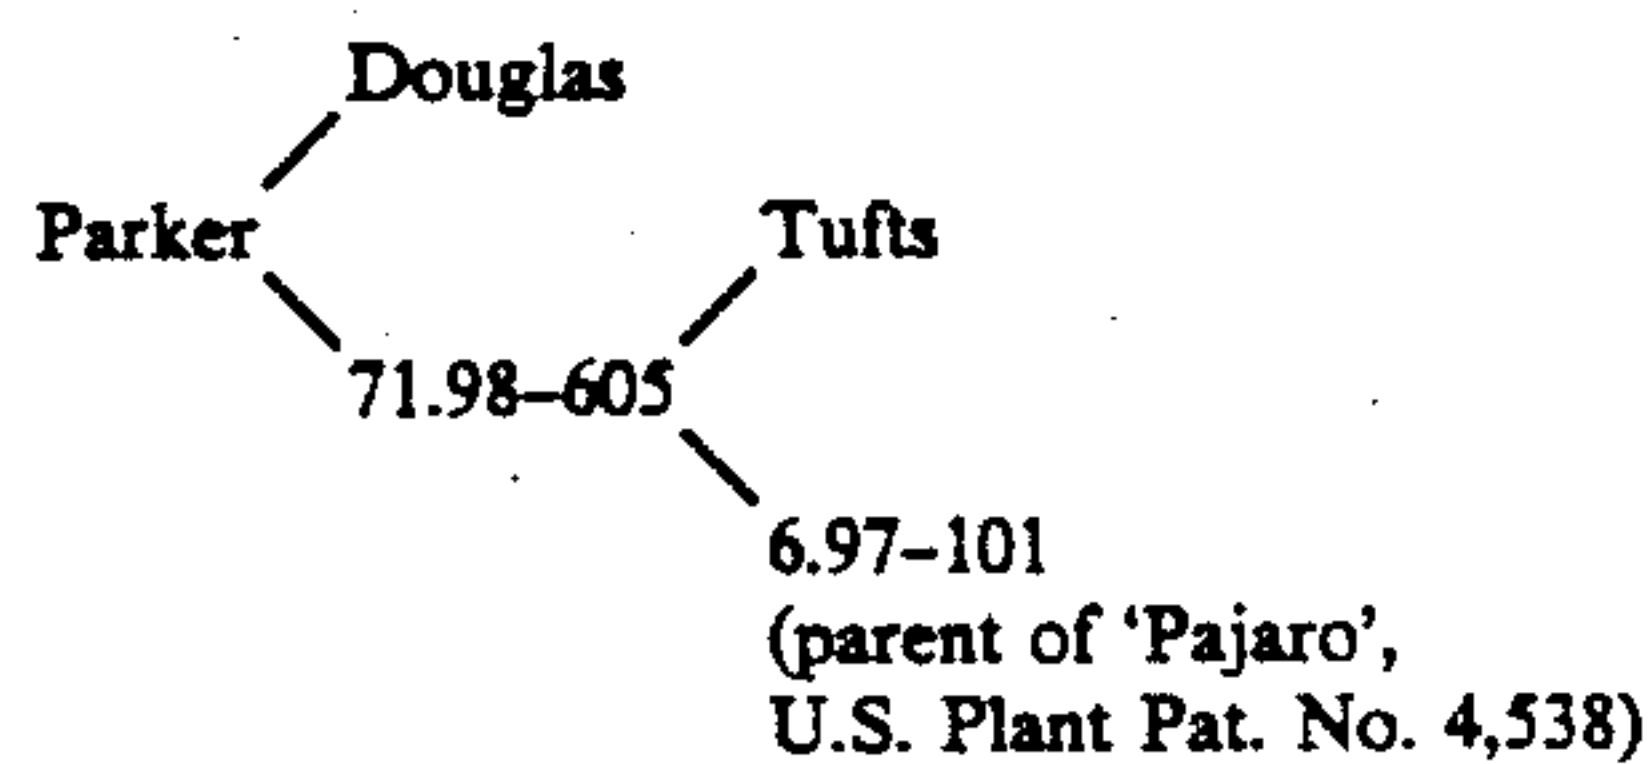 Douglas
Parker
Tufts
71.98–605
6.97–101
(parent of ‘Pajaro’,
U.S. Plant Pat. No. 4,538)